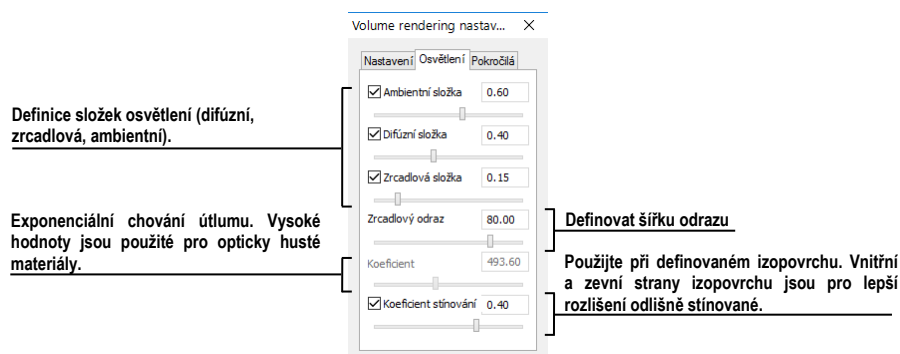 Volume rendering nastav...
Nastavení Osvětlení Pokročilá
Ambientní složka 0.60
Difúzní složka 0.40
Zrcadlová složka 0.15
Zrcadlový odraz 80.00
Koeficient 493.60
Koeficient stínování 0.40
Definice složek osvětlení (difúzní,
zrcadlová, ambientní).
Exponenciální chování útlumu. Vysoké
hodnoty jsou použité pro opticky husté
materiály.
Definovat šířku odrazu
Použijte při definovaném izopovrchu. Vnitřní
a zevní strany izopovrchu jsou pro lepší
rozlišení odlišně stínované.